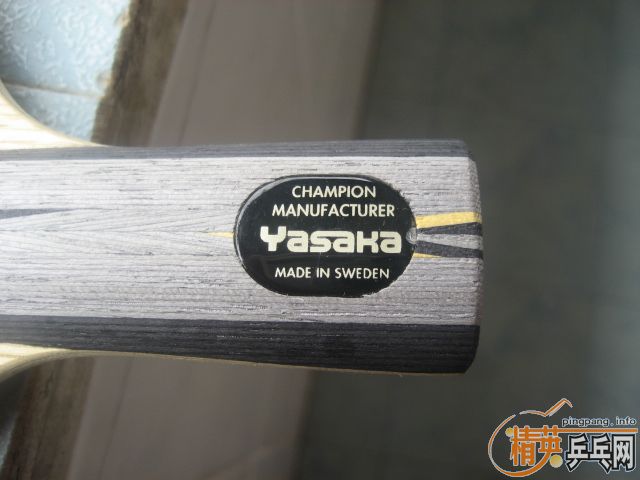 CHAMPION
MANUFACTURER
Yasaka
MADE IN SWEDEN
pingpang.info
精英乒乓网